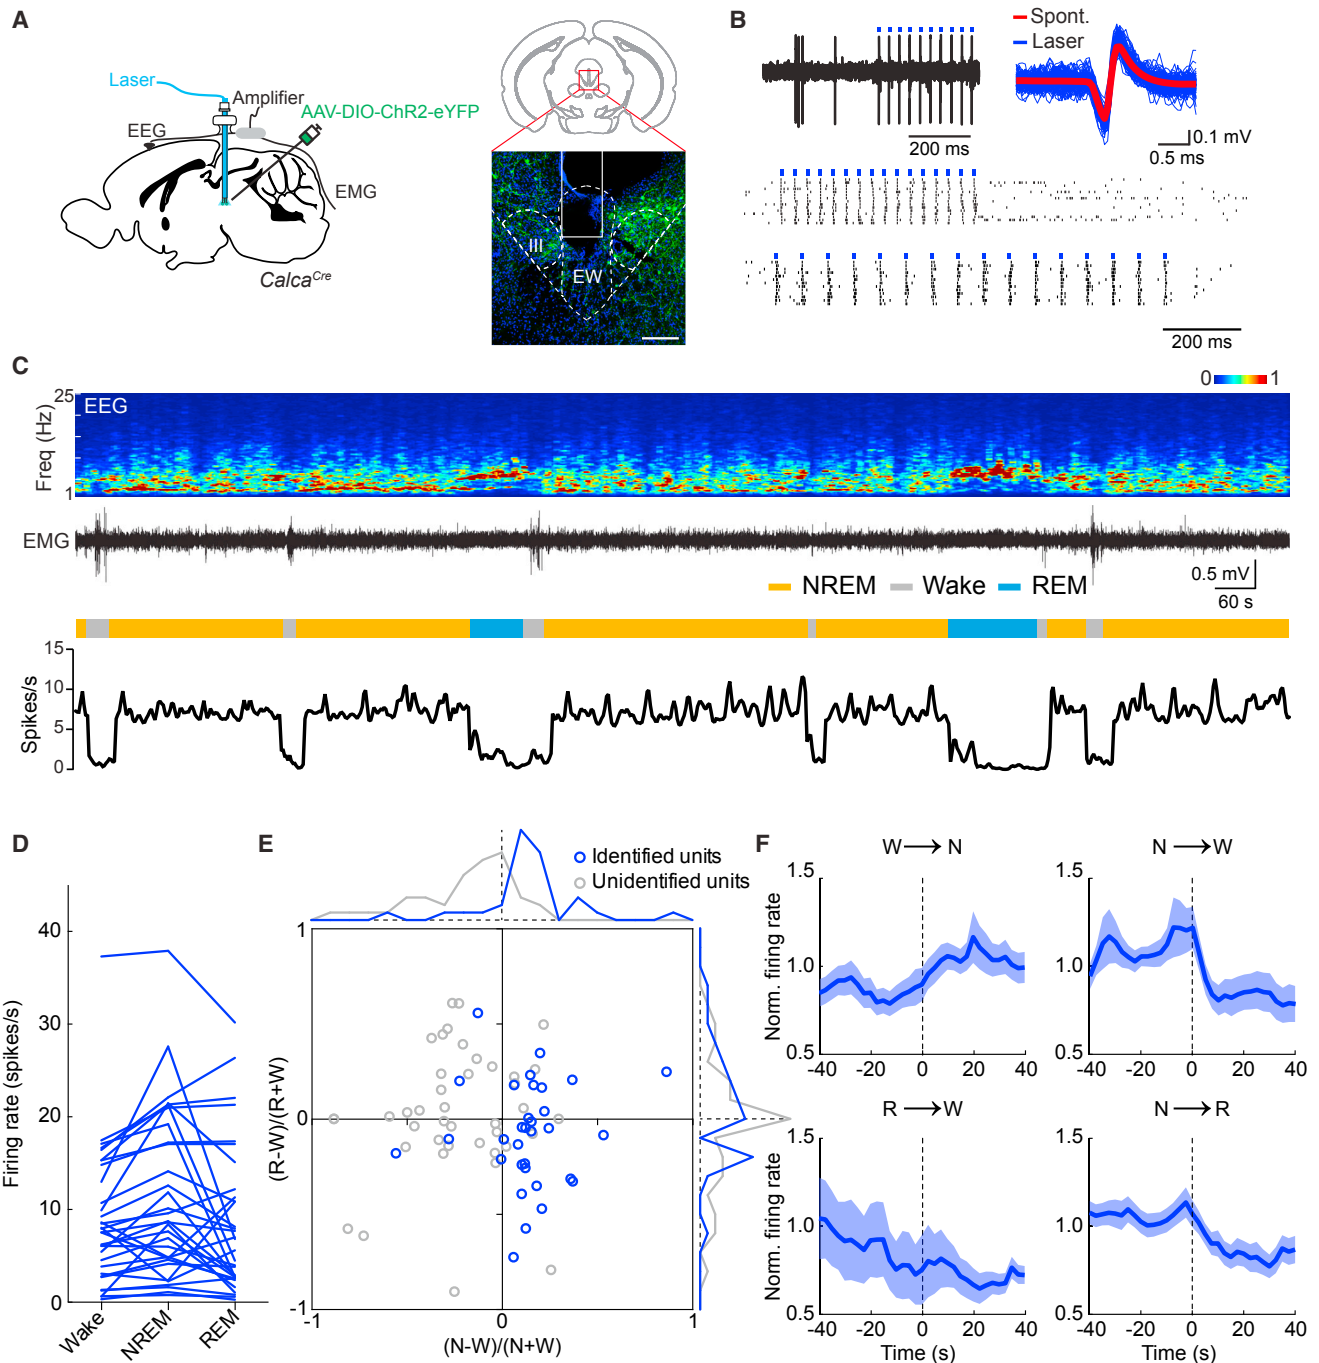 A
Laser
Amplifier
AAV-DIO-ChR2-eYFP
EEG
EMG
Calca^Cre
III
EW
B
Spont.
Laser
200 ms
0.1 mV
0.5 ms
200 ms
C
0 1
25
EEG
Freq (Hz)
1
EMG
0.5 mV
60 s
NREM Wake REM
15
10
5
0
Spikes/s
D
40
30
20
10
0
Firing rate (spikes/s)
Wake
NREM
REM
E
Identified units
Unidentified units
1
0
-1
(R-W)/(R+W)
-1 0 1
(N-W)/(N+W)
F
W → N
1.5
1.0
0.5
Norm. firing rate
-40 -20 0 20 40
N → W
1.5
1.0
0.5
-40 -20 0 20 40
R → W
1.5
1.0
0.5
Norm. firing rate
-40 -20 0 20 40
Time (s)
N → R
1.5
1.0
0.5
-40 -20 0 20 40
Time (s)